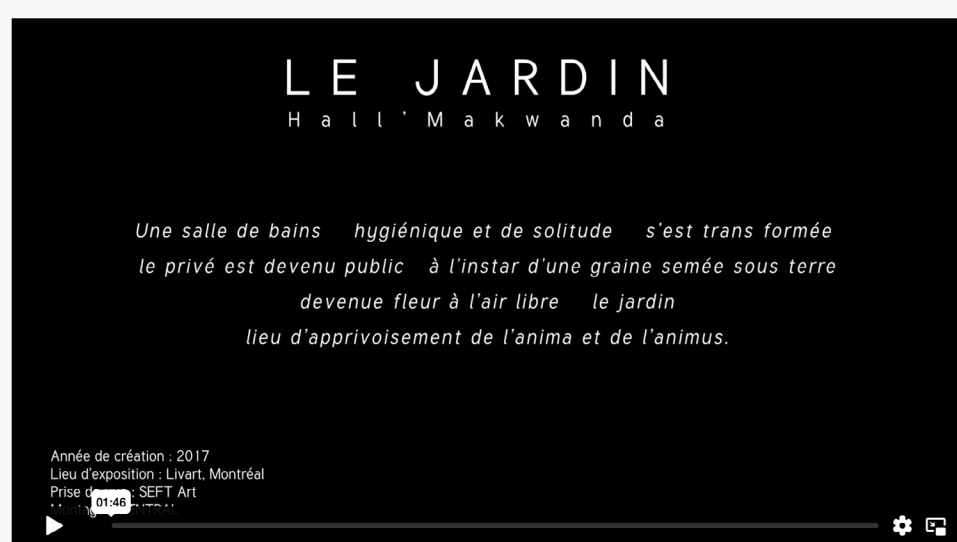 LE JARDIN
Hall'Makwanda
Une salle de bains hygiénique et de solitude s'est trans formée
le privé est devenu public à l'instar d'une graine semée sous terre
devenue fleur à l'air libre le jardin
lieu d'apprivoisement de l'anima et de l'animus.
Année de création : 2017
Lieu d'exposition : Livart, Montréal
Prise de : SEFT Art
01:46